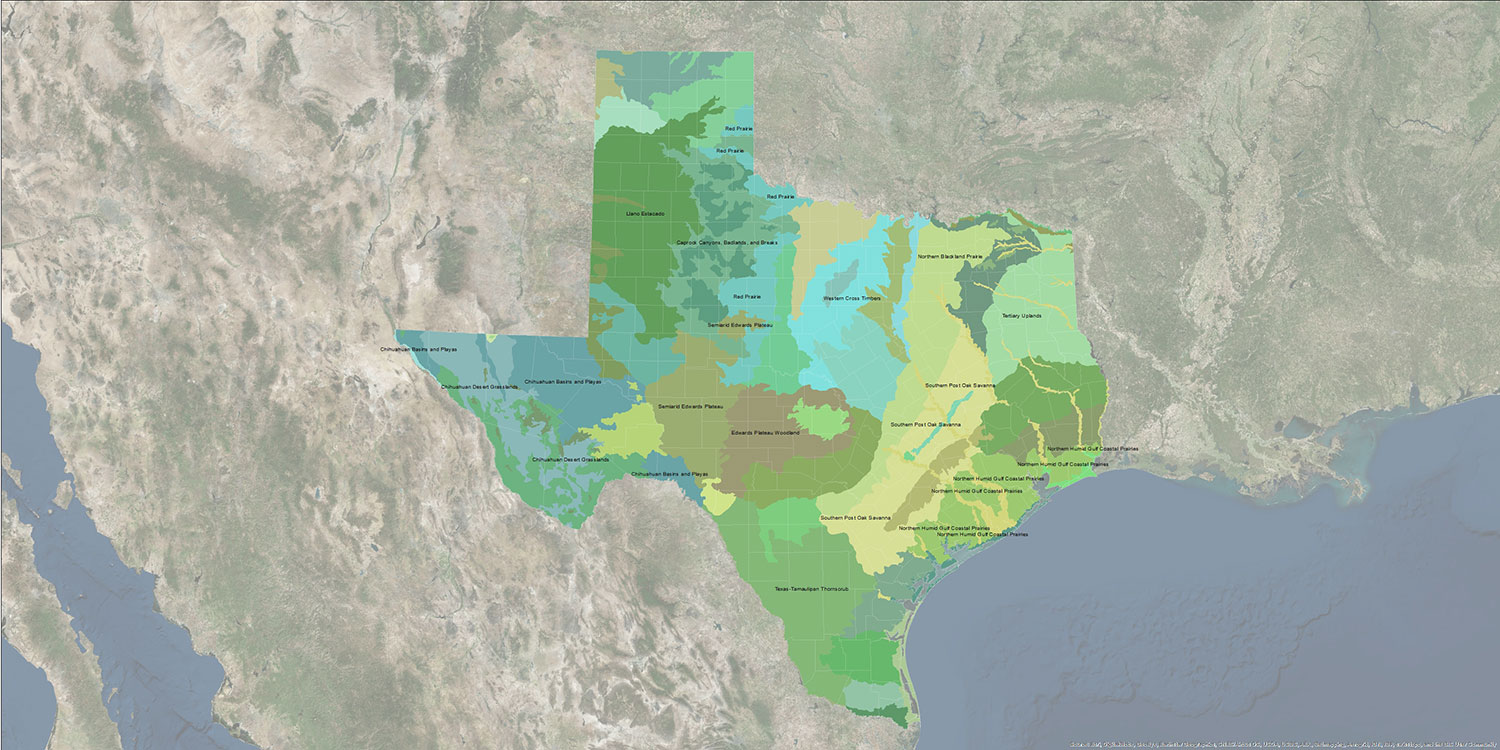 Red Prairie
Red Prairie
Red Prairie
Llano Estacado
Caprock Canyons, Badlands, and Breaks
Northern Blackland Prairie
Red Prairie
Western Cross Timbers
Tertiary Uplands
Semiarid Edwards Plateau
Chihuahuan Basins and Playas
Chihuahuan Basins and Playas
Chihuahuan Desert Grasslands
Southern Post Oak Savanna
Semiarid Edwards Plateau
Southern Post Oak Savanna
Edwards Plateau Woodland
Northern Humid Gulf Coastal Prairies
Chihuahuan Desert Grasslands
Northern Humid Gulf Coastal Prairies
Chihuahuan Basins and Playas
Northern Humid Gulf Coastal Prairies
Northern Humid Gulf Coastal Prairies
Southern Post Oak Savanna
Northern Humid Gulf Coastal Prairies
Northern Humid Gulf Coastal Prairies
Texas-Tamaulipan Thornscrub